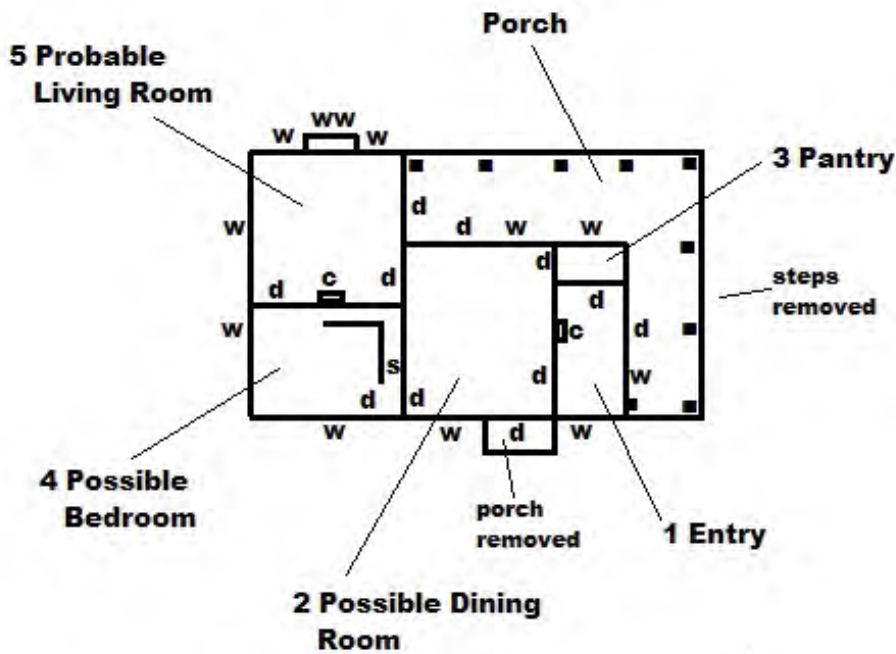 Porch
5 Probable
Living Room
ww
w w
3 Pantry
d
w d w w
d
steps
removed
c d
d d
w c d
s d w
d d
w w d w
4 Possible
Bedroom
porch
removed
1 Entry
2 Possible Dining
Room